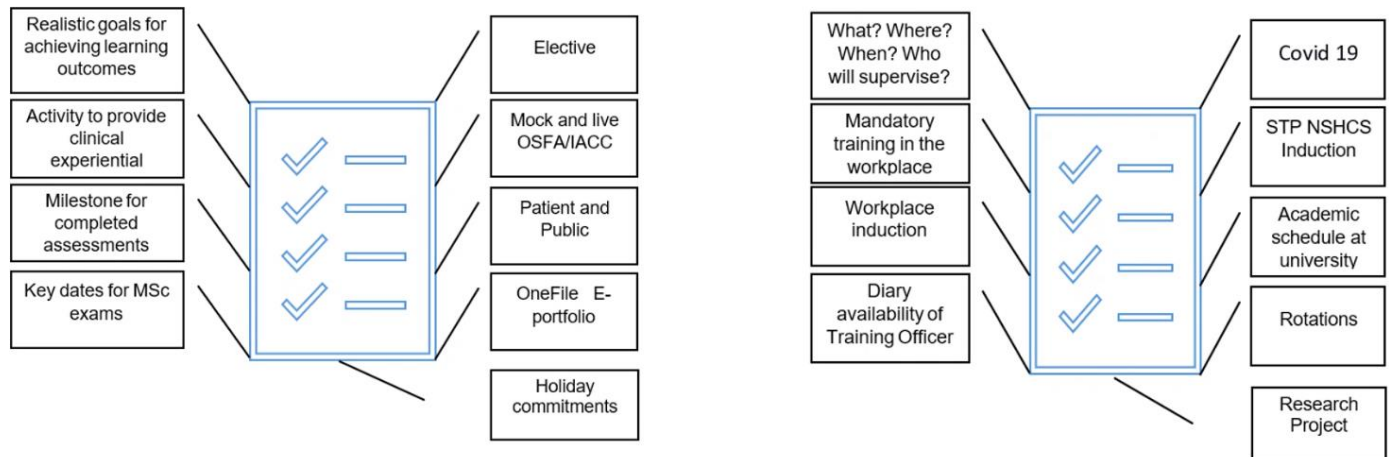 Realistic goals for
achieving learning
outcomes
Activity to provide
clinical
experiential
Milestone for
completed
assessments
Key dates for MSc
exams
Elective
Mock and live
OSFA/IACC
Patient and
Public
OneFile E-
portfolio
Holiday
commitments
What? Where?
When? Who
will supervise?
Mandatory
training in the
workplace
Workplace
induction
Diary
availability of
Training Officer
Covid 19
STP NSHCS
Induction
Academic
schedule at
university
Rotations
Research
Project